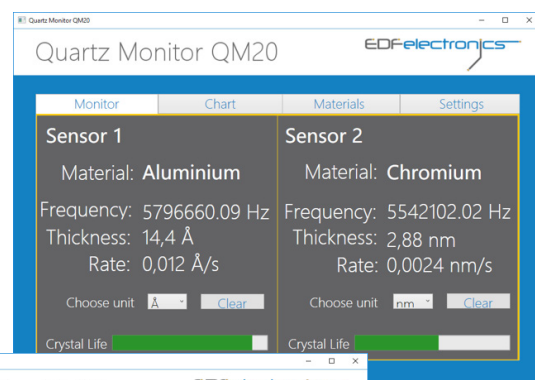 Quartz Monitor QM20
Quartz Monitor QM20
EDFelectronics
Monitor Chart Materials Settings
Sensor 1
Material: Aluminium
Frequency: 5796660.09 Hz
Thickness: 14,4 Å
Rate: 0,012 Å/s
Choose unit Å Clear
Crystal Life
Sensor 2
Material: Chromium
Frequency: 5542102.02 Hz
Thickness: 2,88 nm
Rate: 0,0024 nm/s
Choose unit nm Clear
Crystal Life